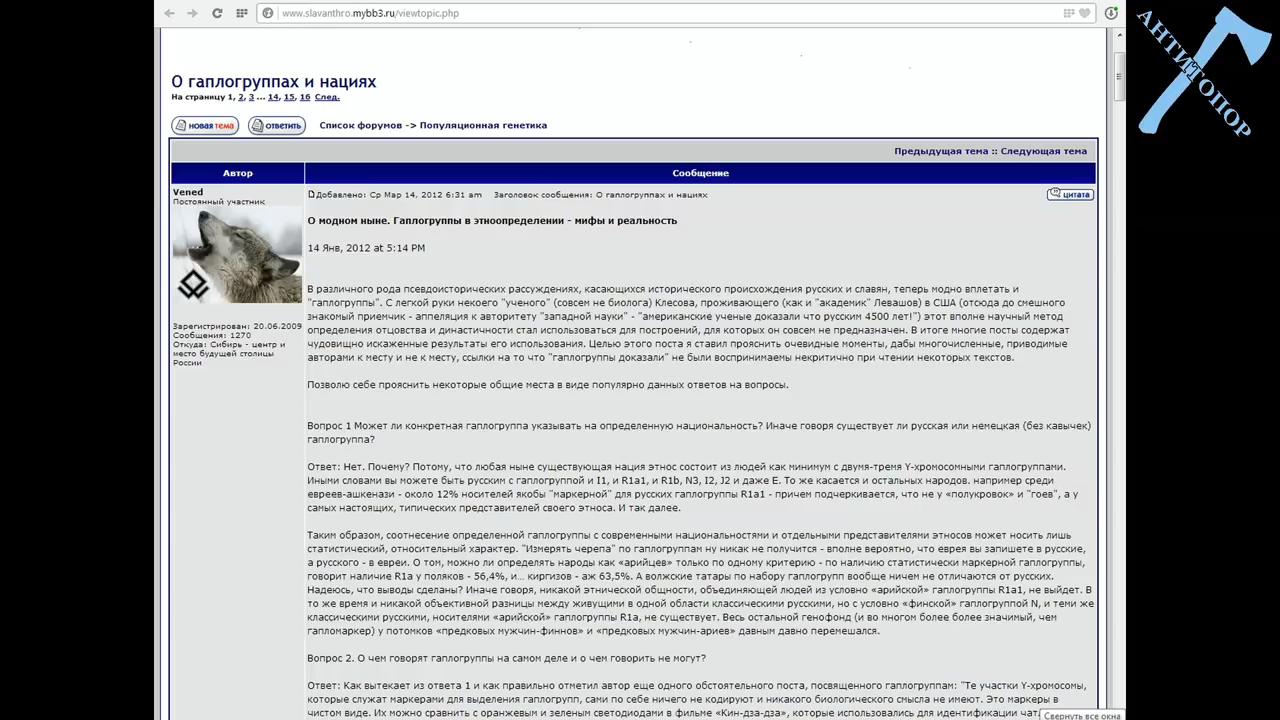 www.slavanthro.mybb3.ru/viewtopic.php
АНТИТОПОР
О гаплогруппах и нациях
На страницу 1, 2, 3 ... 14, 15, 16 След.
новая тема ответить Список форумов -> Популяционная генетика
Предыдущая тема :: Следующая тема
Автор Сообщение
Vened
Постоянный участник
Зарегистрирован: 20.06.2009
Сообщения: 1270
Откуда: Сибирь - центр и
место будущей столицы
России
Добавлено: Ср Мар 14, 2012 6:31 am Заголовок сообщения: О гаплогруппах и нациях
цитата
О модном ныне. Гаплогруппы в этноопределении - мифы и реальность
14 Янв, 2012 at 5:14 PM
В различного рода псевдоисторических рассуждениях, касающихся исторического происхождения русских и славян, теперь модно вплетать и
"гаплогруппы". С легкой руки некоего "ученого" (совсем не биолога) Клесова, проживающего (как и "академик" Левашов) в США (отсюда до смешного
знакомый приемчик - аппеляция к авторитету "западной науки" - "американские ученые доказали что русским 4500 лет!") этот вполне научный метод
определения отцовства и династичности стал использоваться для построений, для которых он совсем не предназначен. В итоге многие посты содержат
чудовищно искаженные результаты его использования. Целью этого поста я ставил прояснить очевидные моменты, дабы многочисленные, приводимые
авторами к месту и не к месту, ссылки на то что "гаплогруппы доказали" не были воспринимаемы некритично при чтении некоторых текстов.
Позволю себе прояснить некоторые общие места в виде популярно данных ответов на вопросы.
Вопрос 1 Может ли конкретная гаплогруппа указывать на определенную национальность? Иначе говоря существует ли русская или немецкая (без кавычек)
гаплогруппа?
Ответ: Нет. Почему? Потому, что любая ныне существующая нация этнос состоит из людей как минимум с двумя-тремя Y-хромосомными гаплогруппами.
Иными словами вы можете быть русским с гаплогруппой и I1, и R1a1, и R1b, N3, I2, J2 и даже E. То же касается и остальных народов. например среди
евреев-ашкенази - около 12% носителей якобы "маркерной" для русских гаплогруппы R1a1 - причем подчеркивается, что не у «полукровок» и "гоев", а у
самых настоящих, типических представителей своего этноса. И так далее.
Таким образом, соотнесение определенной гаплогруппы с современными национальностями и отдельными представителями этносов может носить лишь
статистический, относительный характер. "Измерять черепа" по гаплогруппам ну никак не получится - вполне вероятно, что еврея вы запишете в русские,
а русского - в евреи. О том, можно ли определять народы как «арийцев» только по одному критерию - по наличию статистически маркерной гаплогруппы,
говорит наличие R1a у поляков - 56,4%, и... киргизов - аж 63,5%. А волжские татары по набору гаплогрупп вообще ничем не отличаются от русских.
Надеюсь, что выводы сделаны? Иначе говоря, никакой этнической общности, объединяющей людей из условно «арийской» гаплогруппы R1a1, не выйдет. В
то же время и никакой объективной разницы между живущими в одной области классическими русскими, но с условно «финской» гаплогруппой N, и теми же
классическими русскими, носителями «арийской» гаплогруппы R1a, не существует. Весь остальной генофонд (и во многом более более значимый, чем
гапломаркер) у потомков «предковых мужчин-финнов» и «предковых мужчин-ариев» давным давно перемешался.
Вопрос 2. О чем говорят гаплогруппы на самом деле и о чем говорить не могут?
Ответ: Как вытекает из ответа 1 и как правильно отметил автор еще одного обстоятельного поста, посвященного гаплогруппам: "Те участки Y-хромосомы,
которые служат маркерами для выделения гаплогрупп, сами по себе ничего не кодируют и никакого биологического смысла не имеют. Это маркеры в
чистом виде. Их можно сравнить с оранжевым и зеленым светодиодами в фильме «Кин-дза-дза», которые использовались для идентификации
Свернуть все окна